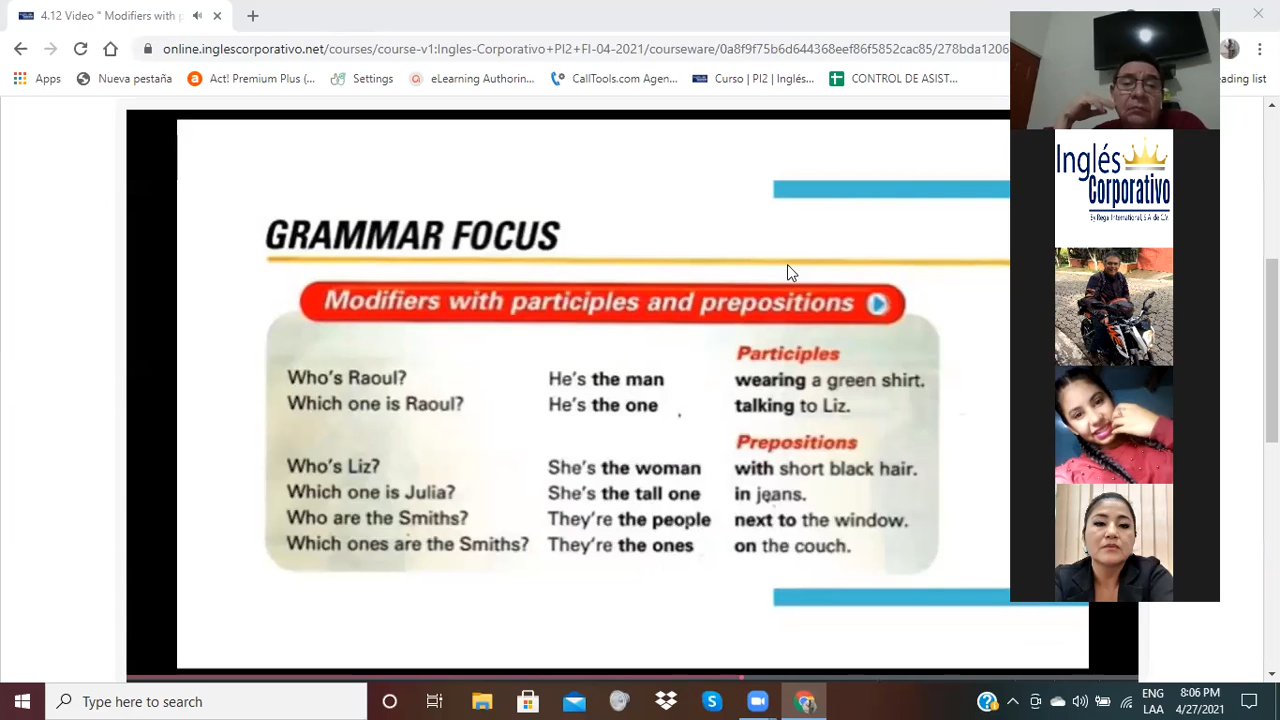 4.12 Video " Modifiers with p
online.inglescorporativo.net/courses/course-v1:Ingles-Corporativo+PI2+FI-04-2021/courseware/0a8f9f75b6d644368eef86f5852cac85/278bda1206
Apps
Nueva pestaña
Act! Premium Plus (...
Settings
eLearning Authorin...
CallTools.com Agen...
Curso | PI2 | Inglés...
CONTROL DE ASIST...
ading list
Inglés
Corporativo
By Rega International, S.A. de C.V.
GRAMMAR FOCUS
Modifiers with participles and prepositions
Participles
Who's Raoul? He's the man wearing a green shirt.
Which one is Raoul? He's the one talking to Liz.
Prepositions
Who's Liz? She's the woman with short black hair.
Which one is Julia? She's the tall one in jeans.
Who are the Smiths? They're the people next to the window.
Which ones are the Smiths? They're the ones on the couch.
Type here to search
ENG
LAA
8:06 PM
4/27/2021